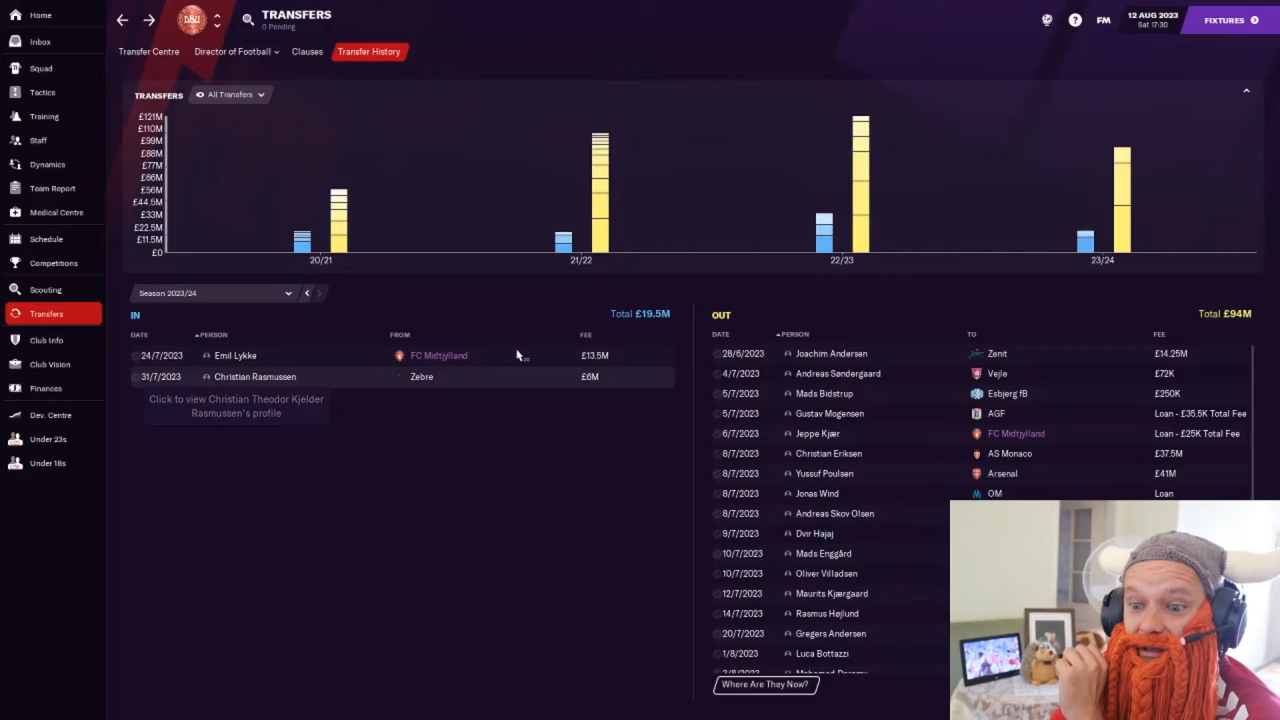 Home
TRANSFERS
0 Pending
FM
12 AUG 2023
Sat 17:30
FIXTURES
Inbox
Transfer Centre
Director of Football
Clauses
Transfer History
Squad
Tactics
Training
Staff
Dynamics
Team Report
Medical Centre
Schedule
Competitions
Scouting
Transfers
Club Info
Club Vision
Finances
Dev. Centre
Under 23s
Under 18s
TRANSFERS
All Transfers
£121M
£110M
£99M
£88M
£77M
£66M
£56M
£44.5M
£33M
£22.5M
£11.5M
£0
20/21
21/22
22/23
23/24
Season 2023/24
IN
Total £19.5M
DATE PERSON FROM FEE
24/7/2023 Emil Lykke FC Midtjylland £13.5M
31/7/2023 Christian Rasmussen Zebre £6M
Click to view Christian Theodor Kjelder
Rasmussen's profile
OUT
Total £94M
DATE PERSON TO FEE
28/6/2023 Joachim Andersen Zenit £14.25M
4/7/2023 Andreas Søndergaard Vejle £72K
5/7/2023 Mads Bidstrup Esbjerg fB £250K
5/7/2023 Gustav Mogensen AGF Loan - £35.5K Total Fee
6/7/2023 Jeppe Kjær FC Midtjylland Loan - £25K Total Fee
8/7/2023 Christian Eriksen AS Monaco £37.5M
8/7/2023 Yussuf Poulsen Arsenal £41M
8/7/2023 Jonas Wind OM Loan
8/7/2023 Andreas Skov Olsen
9/7/2023 Dvir Hajaj
10/7/2023 Mads Enggård
10/7/2023 Oliver Villadsen
12/7/2023 Maurits Kjærgaard
14/7/2023 Rasmus Højlund
20/7/2023 Gregers Andersen
1/8/2023 Luca Bottazzi
Where Are They Now?